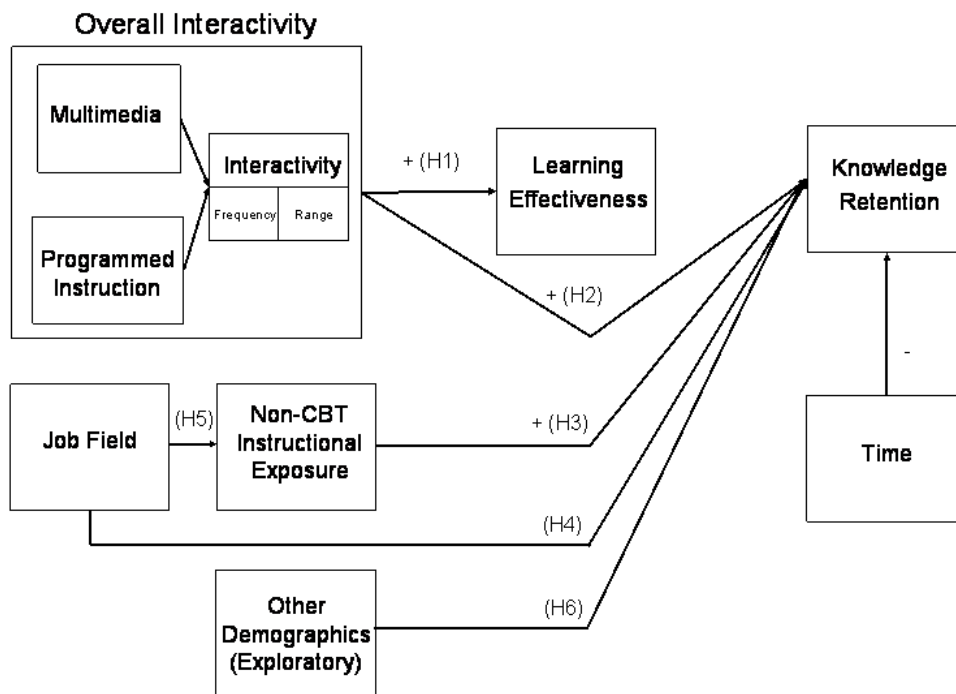 Overall Interactivity
Multimedia
Interactivity
Frequency
Range
Programmed
Instruction
+ (H1)
Learning
Effectiveness
Knowledge
Retention
+ (H2)
-
Job Field
(H5)
Non-CBT
Instructional
Exposure
+ (H3)
Time
(H4)
Other
Demographics
(Exploratory)
(H6)